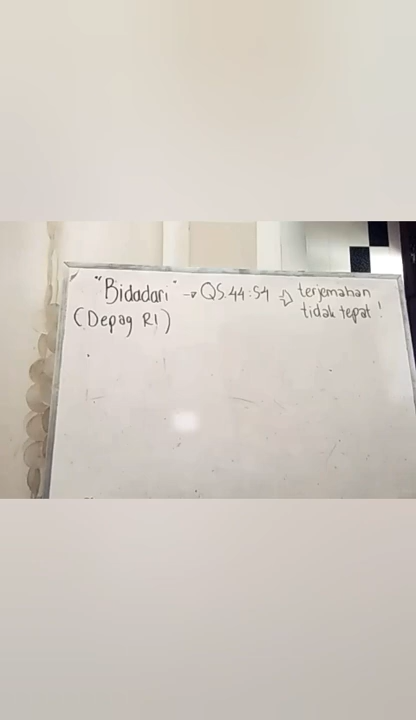 "Bidadari" → QS.44:54 ⇨ terjemahan
(Depag RI) tidak tepat!